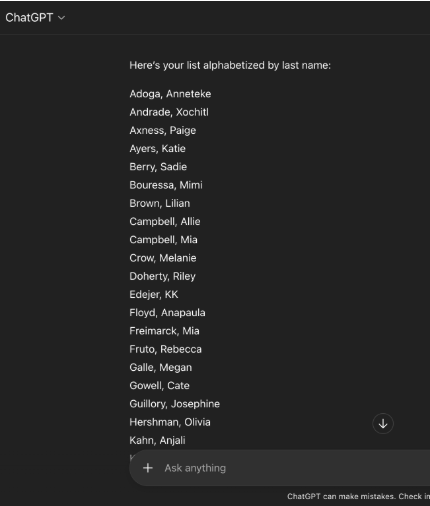 ChatGPT
Here's your list alphabetized by last name:
Adoga, Anneteke
Andrade, Xochitl
Axness, Paige
Ayers, Katie
Berry, Sadie
Bouressa, Mimi
Brown, Lilian
Campbell, Allie
Campbell, Mia
Crow, Melanie
Doherty, Riley
Edejer, KK
Floyd, Anapaula
Freimarck, Mia
Fruto, Rebecca
Galle, Megan
Gowell, Cate
Guillory, Josephine
Hershman, Olivia
Kahn, Anjali
Ask anything
ChatGPT can make mistakes. Check in